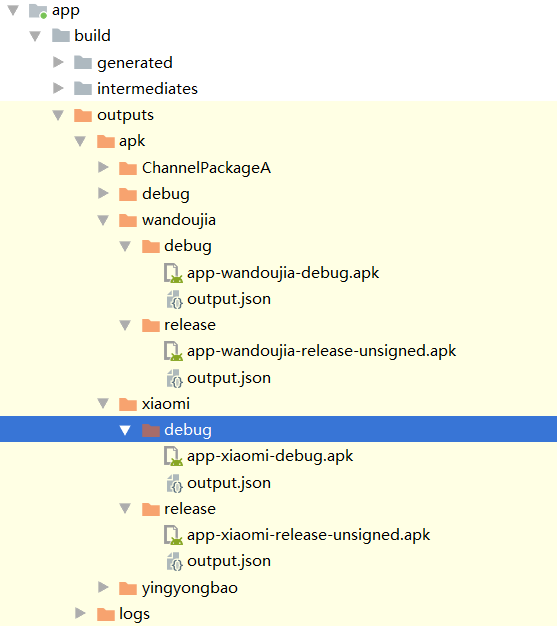 app
build
generated
intermediates
outputs
apk
ChannelPackageA
debug
wandoujia
debug
app-wandoujia-debug.apk
output.json
release
app-wandoujia-release-unsigned.apk
output.json
xiaomi
debug
app-xiaomi-debug.apk
output.json
release
app-xiaomi-release-unsigned.apk
output.json
yingyongbao
logs